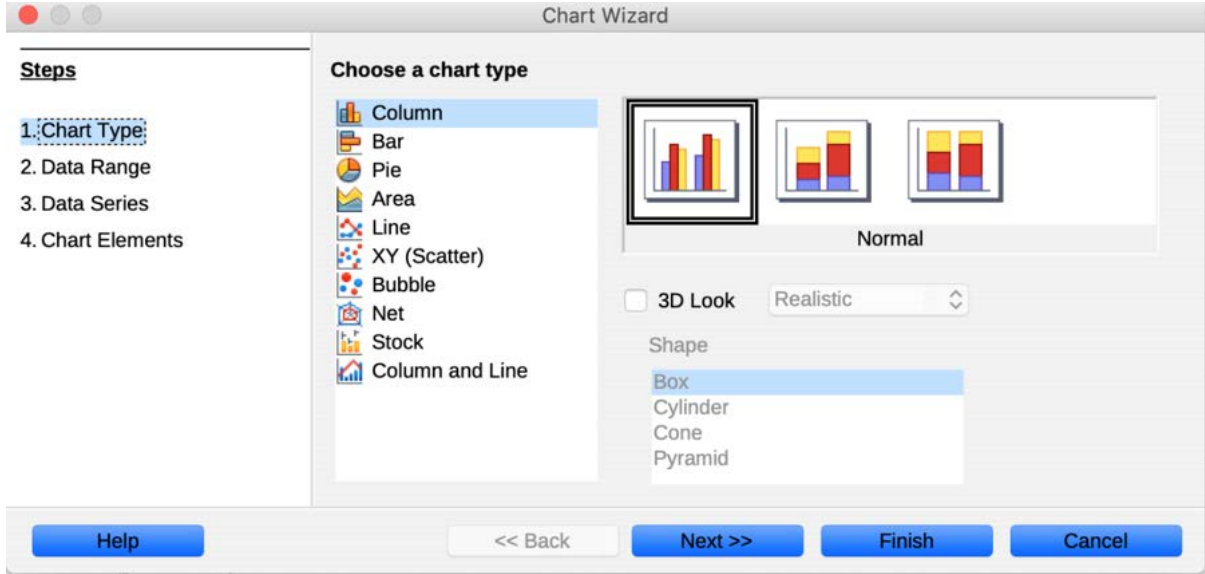 Chart Wizard
Steps
1. Chart Type
2. Data Range
3. Data Series
4. Chart Elements
Choose a chart type
Column
Bar
Pie
Area
Line
XY (Scatter)
Bubble
Net
Stock
Column and Line
Normal
3D Look
Realistic
Shape
Box
Cylinder
Cone
Pyramid
Help
<< Back
Next >>
Finish
Cancel